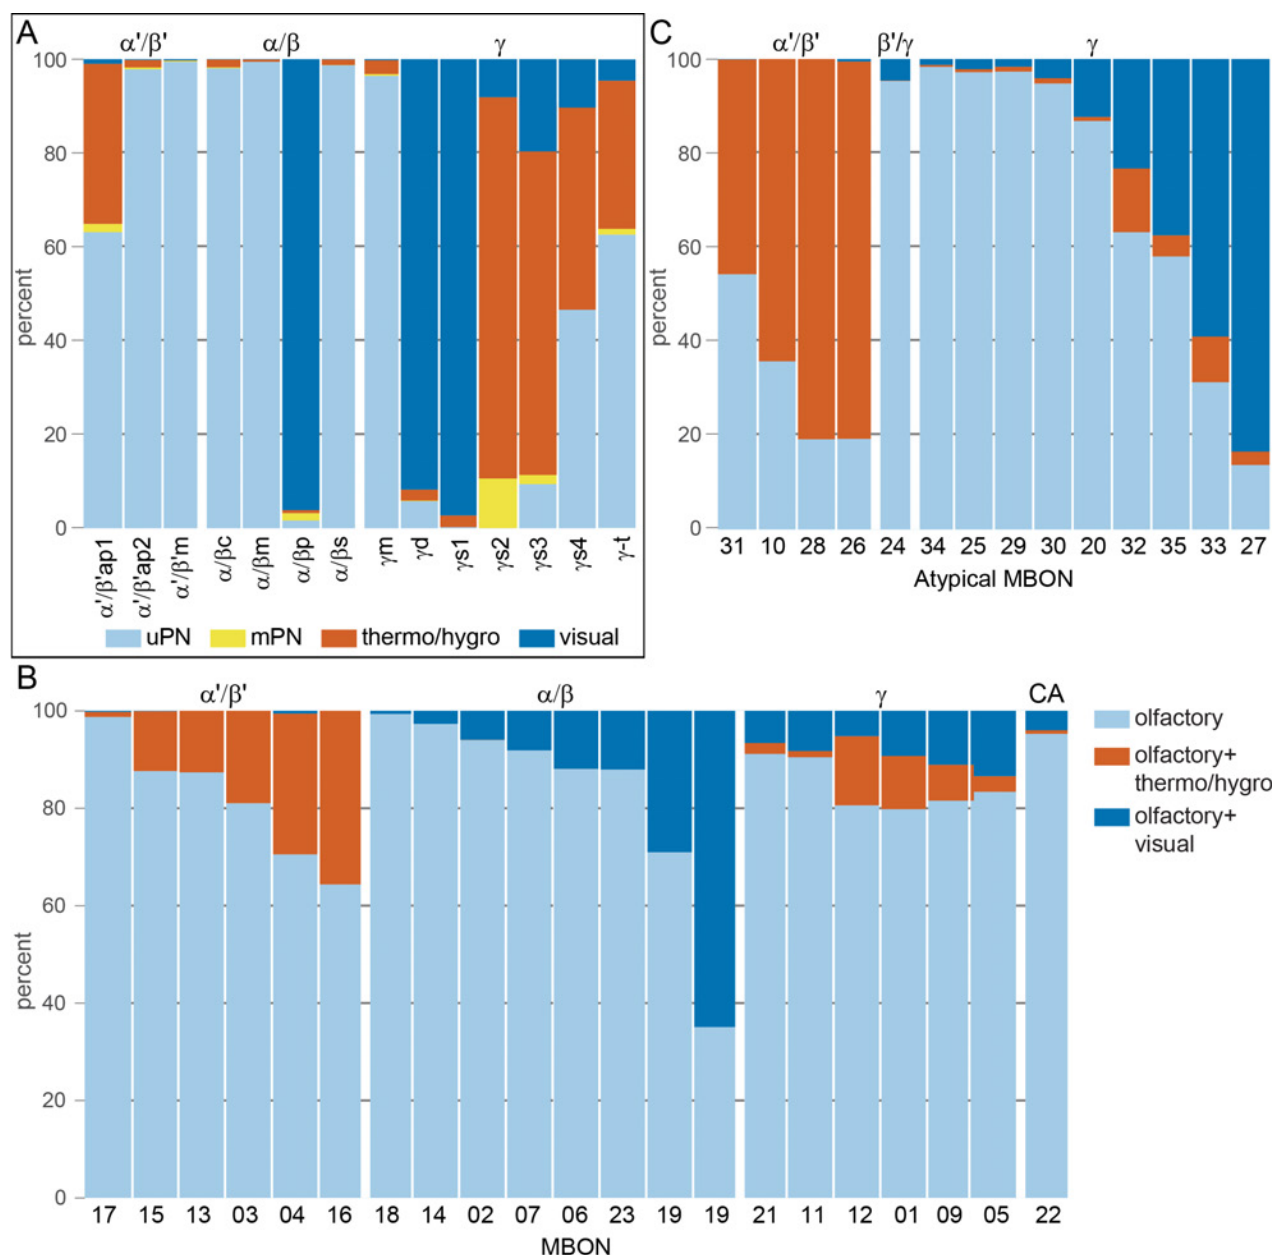 A
α'/β' α/β γ
100
80
60
40
20
0
percent
α'/β'ap1 α'/β'ap2 α'/β'm α/βc α/βm α/βp α/βs γm γd γs1 γs2 γs3 γs4 γ-t
uPN mPN thermo/hygro visual
C
α'/β' β'/γ γ
100
80
60
40
20
0
percent
31 10 28 26 24 34 25 29 30 20 32 35 33 27
Atypical MBON
B
α'/β' α/β γ CA
100
80
60
40
20
0
percent
17 15 13 03 04 16 18 14 02 07 06 23 19 19 21 11 12 01 09 05 22
MBON
olfactory
olfactory+
thermo/hygro
olfactory+
visual